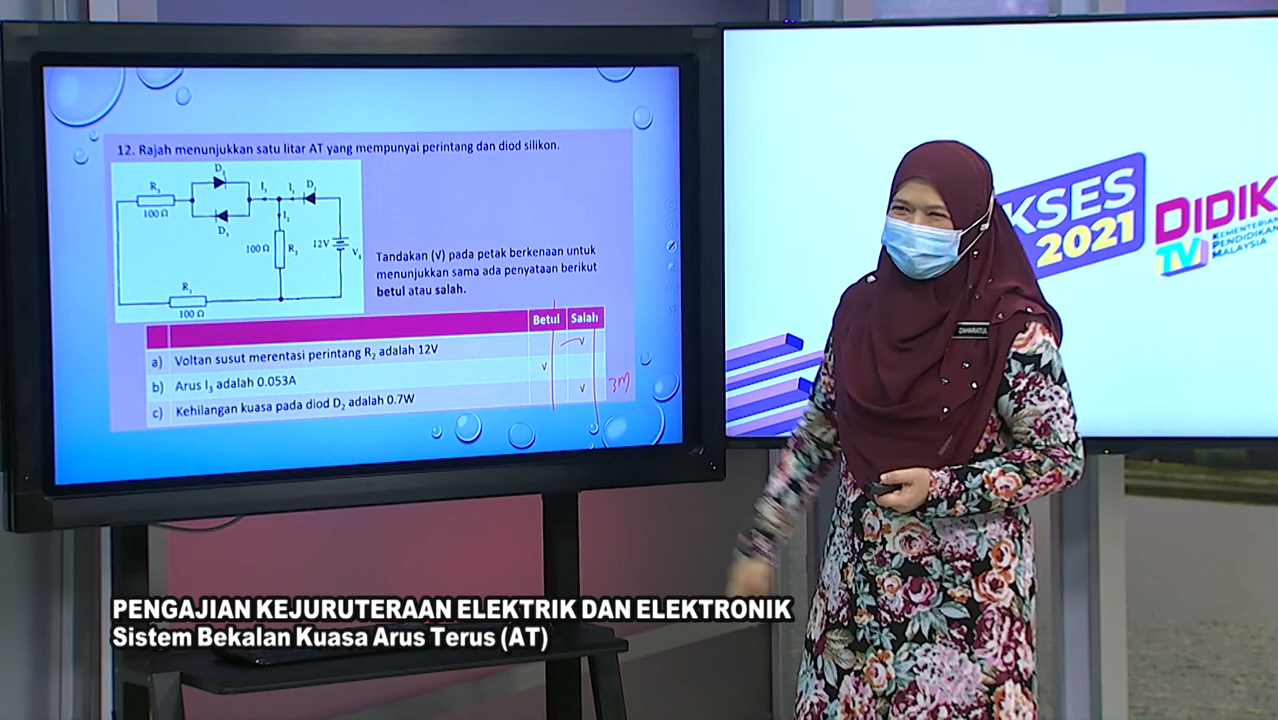 12. Rajah menunjukkan satu litar AT yang mempunyai perintang dan diod silikon.
D₂
R₃
100 Ω
D₃
I₃
I₁
D₁
I₂
100 Ω
R₂
12V
R₁
100 Ω
Tandakan (√) pada petak berkenaan untuk
menunjukkan sama ada penyataan berikut
betul atau salah.
Betul Salah
a) Voltan susut merentasi perintang R₂ adalah 12V √
b) Arus I₃ adalah 0.053A √
c) Kehilangan kuasa pada diod D₂ adalah 0.7W √
3M
KSES
2021
DIDIK
TV
KEMENTERIAN
PENDIDIKAN
MALAYSIA
ZAHARATUL
PENGAJIAN KEJURUTERAAN ELEKTRIK DAN ELEKTRONIK
Sistem Bekalan Kuasa Arus Terus (AT)